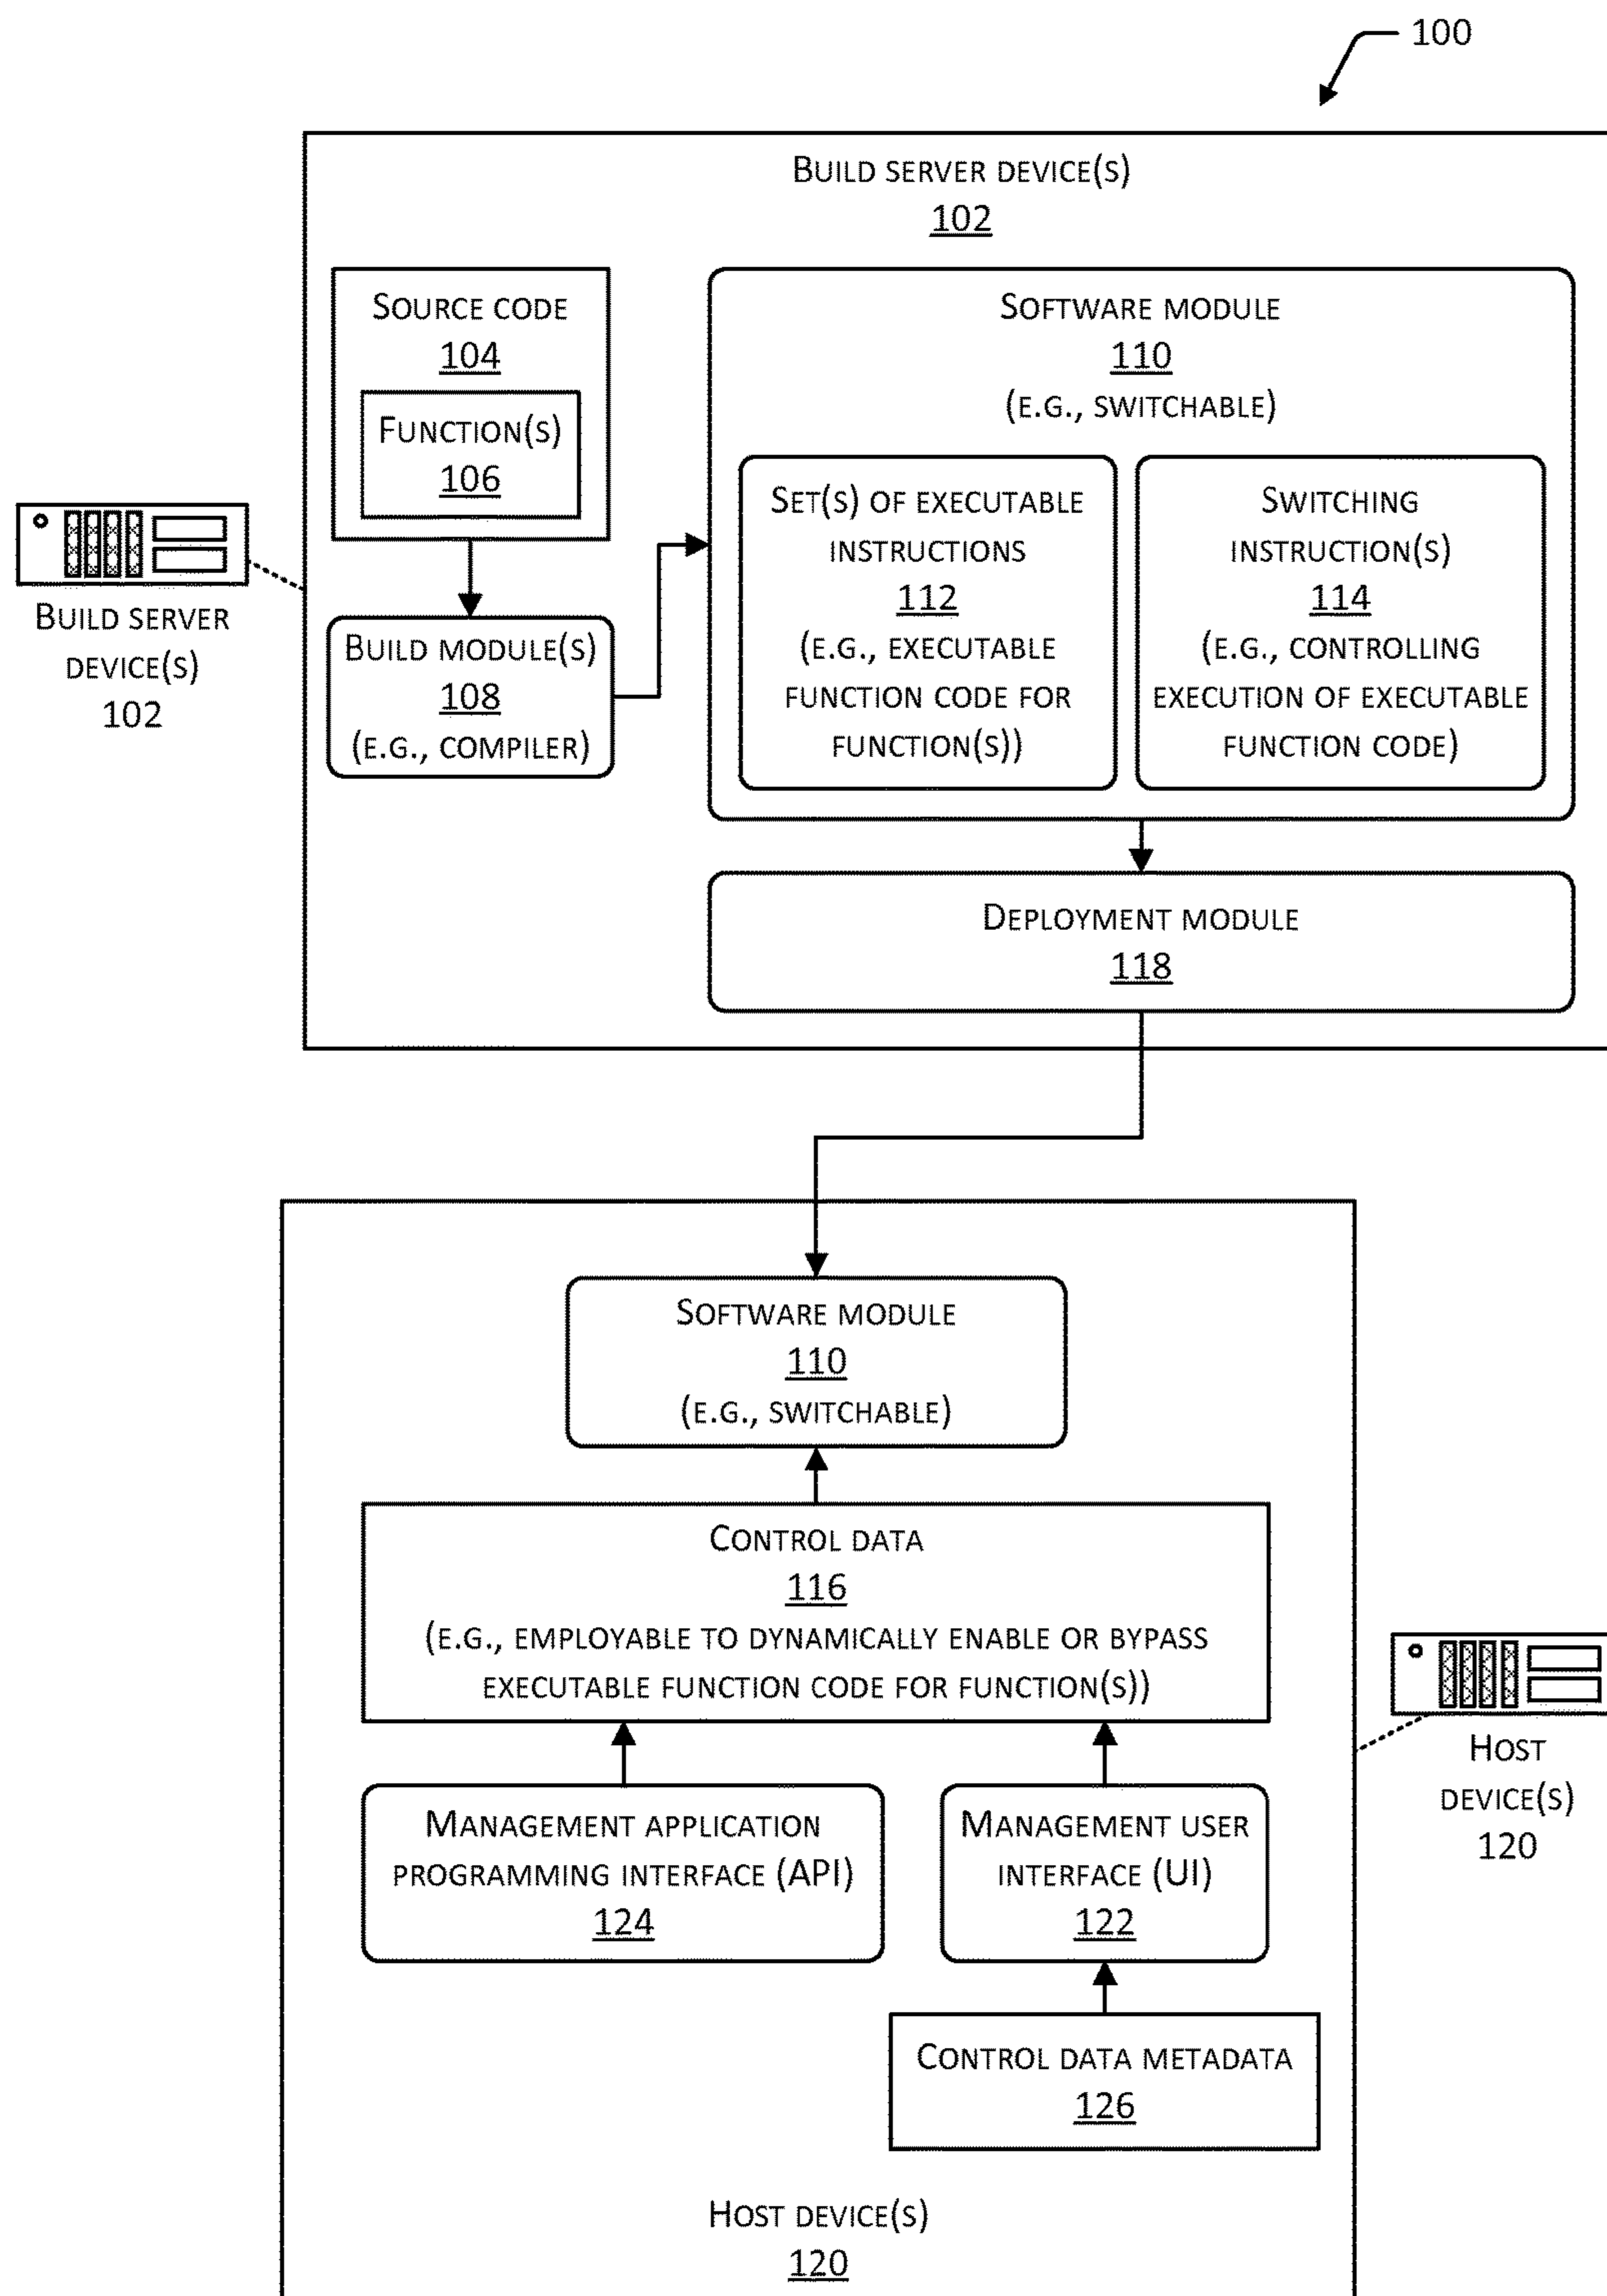 100
BUILD SERVER DEVICE(S)
102
SOURCE CODE
104
FUNCTION(S)
106
BUILD MODULE(S)
108
(E.G., COMPILER)
SOFTWARE MODULE
110
(E.G., SWITCHABLE)
SET(S) OF EXECUTABLE
INSTRUCTIONS
112
(E.G., EXECUTABLE
FUNCTION CODE FOR
FUNCTION(S))
SWITCHING
INSTRUCTION(S)
114
(E.G., CONTROLLING
EXECUTION OF EXECUTABLE
FUNCTION CODE)
BUILD SERVER
DEVICE(S)
102
DEPLOYMENT MODULE
118
SOFTWARE MODULE
110
(E.G., SWITCHABLE)
CONTROL DATA
116
(E.G., EMPLOYABLE TO DYNAMICALLY ENABLE OR BYPASS
EXECUTABLE FUNCTION CODE FOR FUNCTION(S))
MANAGEMENT APPLICATION
PROGRAMMING INTERFACE (API)
124
MANAGEMENT USER
INTERFACE (UI)
122
HOST
DEVICE(S)
120
CONTROL DATA METADATA
126
HOST DEVICE(S)
120